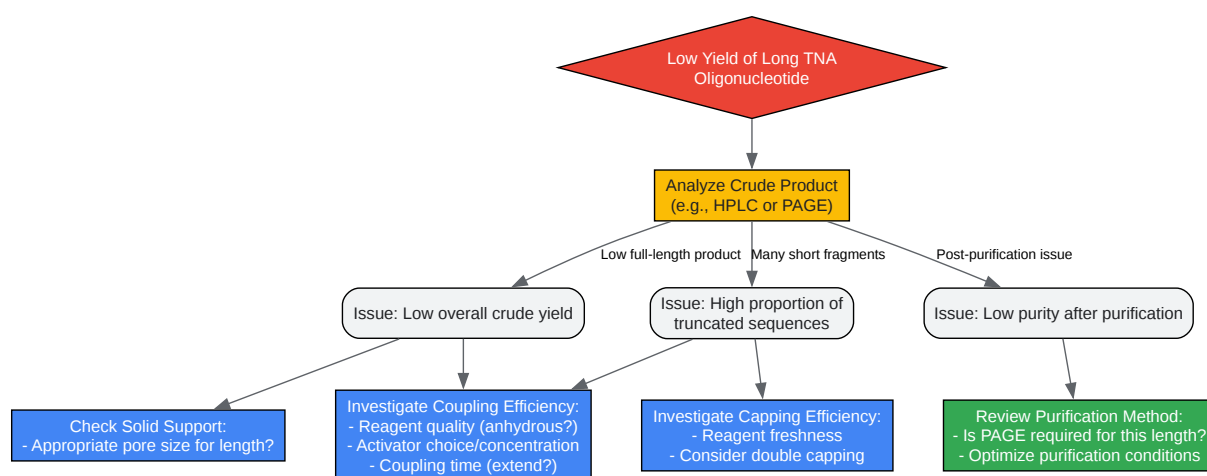 Low Yield of Long TNA
Oligonucleotide
Analyze Crude Product
(e.g., HPLC or PAGE)
Low full-length product
Many short fragments
Post-purification issue
Issue: Low overall crude yield
Issue: High proportion of
truncated sequences
Issue: Low purity after purification
Check Solid Support:
- Appropriate pore size for length?
Investigate Coupling Efficiency:
- Reagent quality (anhydrous?)
- Activator choice/concentration
- Coupling time (extend?)
Investigate Capping Efficiency:
- Reagent freshness
- Consider double capping
Review Purification Method:
- Is PAGE required for this length?
- Optimize purification conditions